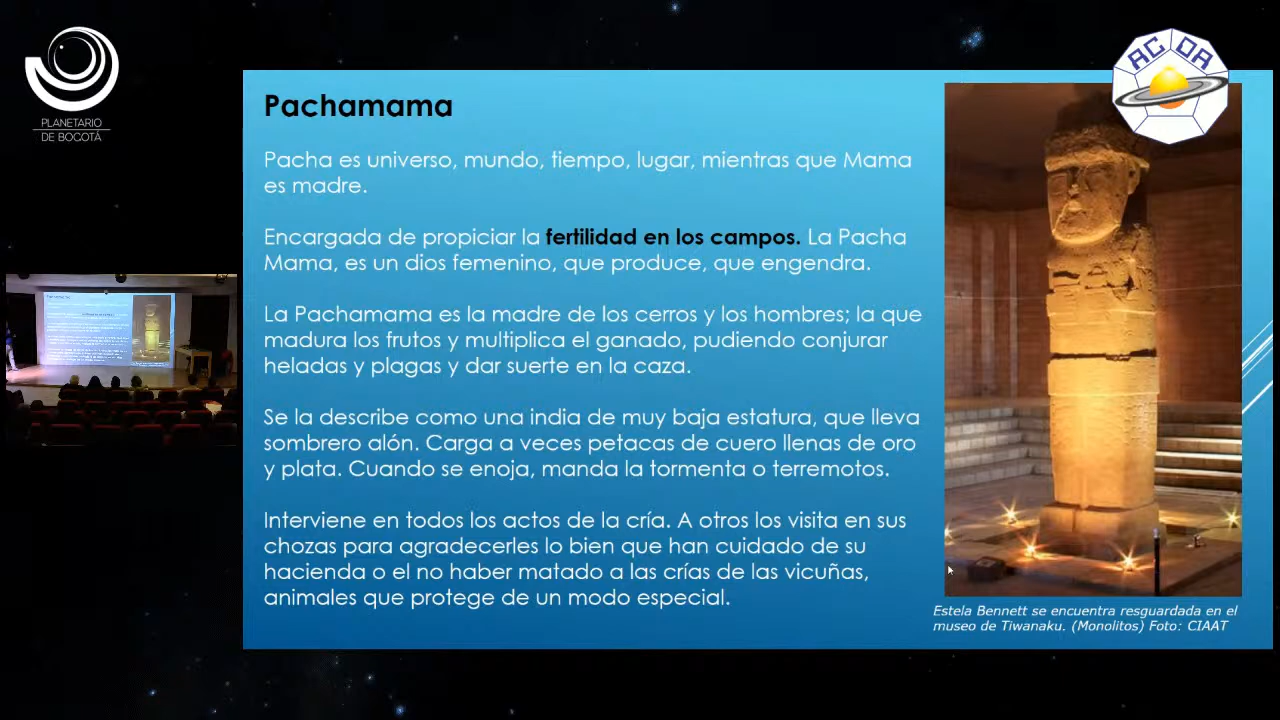 PLANETARIO
DE BOGOTÁ
ACDA
Pachamama
Pacha es universo, mundo, tiempo, lugar, mientras que Mama
es madre.
Encargada de propiciar la fertilidad en los campos. La Pacha
Mama, es un dios femenino, que produce, que engendra.
La Pachamama es la madre de los cerros y los hombres; la que
madura los frutos y multiplica el ganado, pudiendo conjurar
heladas y plagas y dar suerte en la caza.
Se la describe como una india de muy baja estatura, que lleva
sombrero alón. Carga a veces petacas de cuero llenas de oro
y plata. Cuando se enoja, manda la tormenta o terremotos.
Interviene en todos los actos de la cría. A otros los visita en sus
chozas para agradecerles lo bien que han cuidado de su
hacienda o el no haber matado a las crías de las vicuñas,
animales que protege de un modo especial.
Estela Bennett se encuentra resguardada en el
museo de Tiwanaku. (Monolitos) Foto: CIAAT